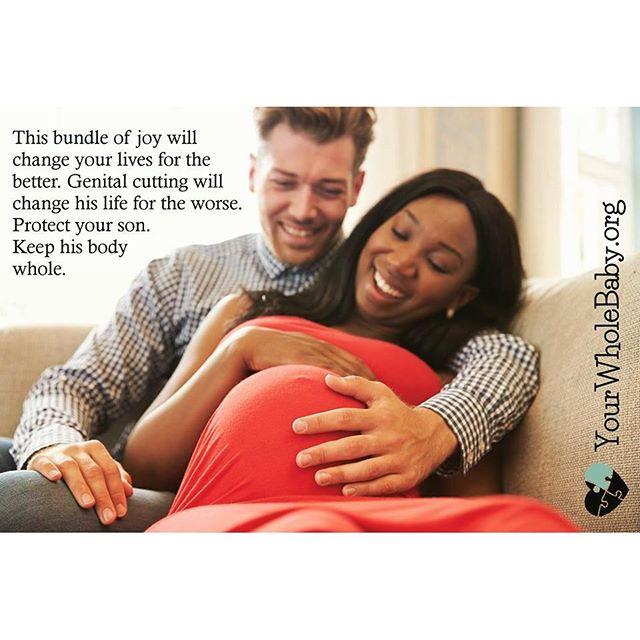 This bundle of joy will
change your lives for the
better. Genital cutting will
change his life for the worse.
Protect your son.
Keep his body
whole.
YourWholeBaby.org